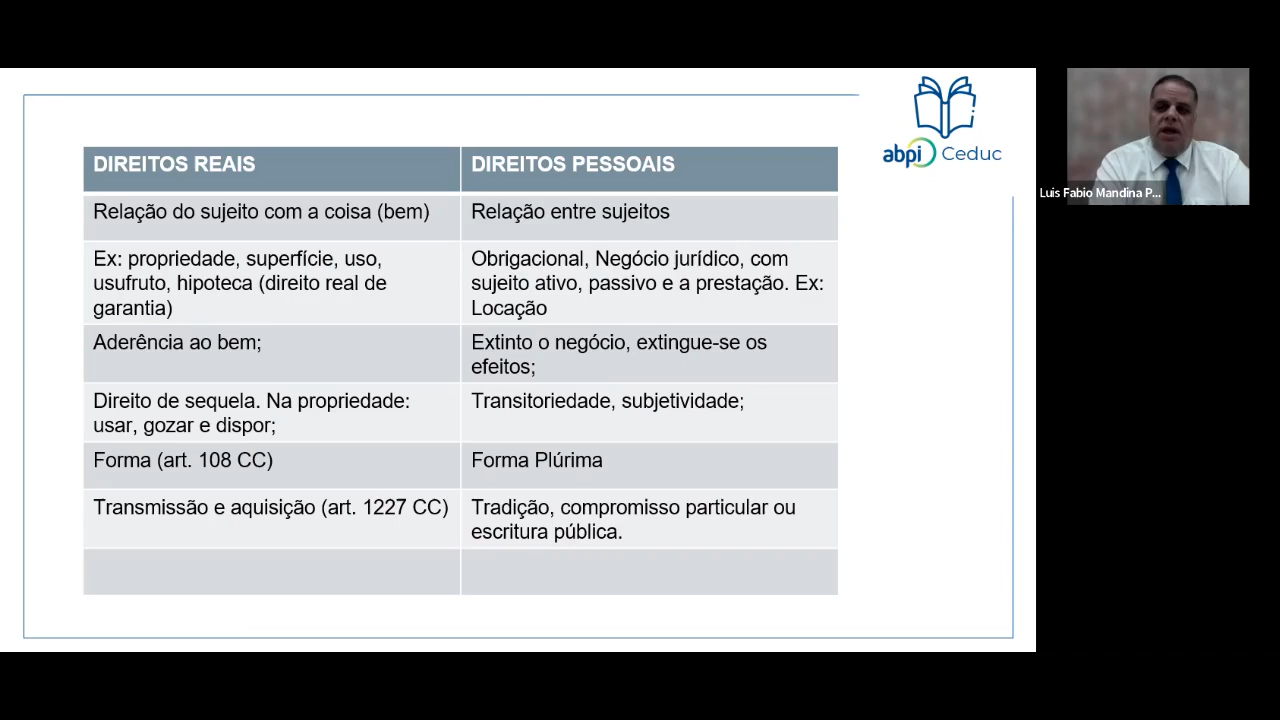 abpi Ceduc
DIREITOS REAIS
DIREITOS PESSOAIS
Relação do sujeito com a coisa (bem)
Relação entre sujeitos
Ex: propriedade, superfície, uso,
usufruto, hipoteca (direito real de
garantia)
Obrigacional, Negócio jurídico, com
sujeito ativo, passivo e a prestação. Ex:
Locação
Aderência ao bem;
Extinto o negócio, extingue-se os
efeitos;
Direito de sequela. Na propriedade:
usar, gozar e dispor;
Transitoriedade, subjetividade;
Forma (art. 108 CC)
Forma Plúrima
Transmissão e aquisição (art. 1227 CC)
Tradição, compromisso particular ou
escritura pública.
Luis Fabio Mandina P...